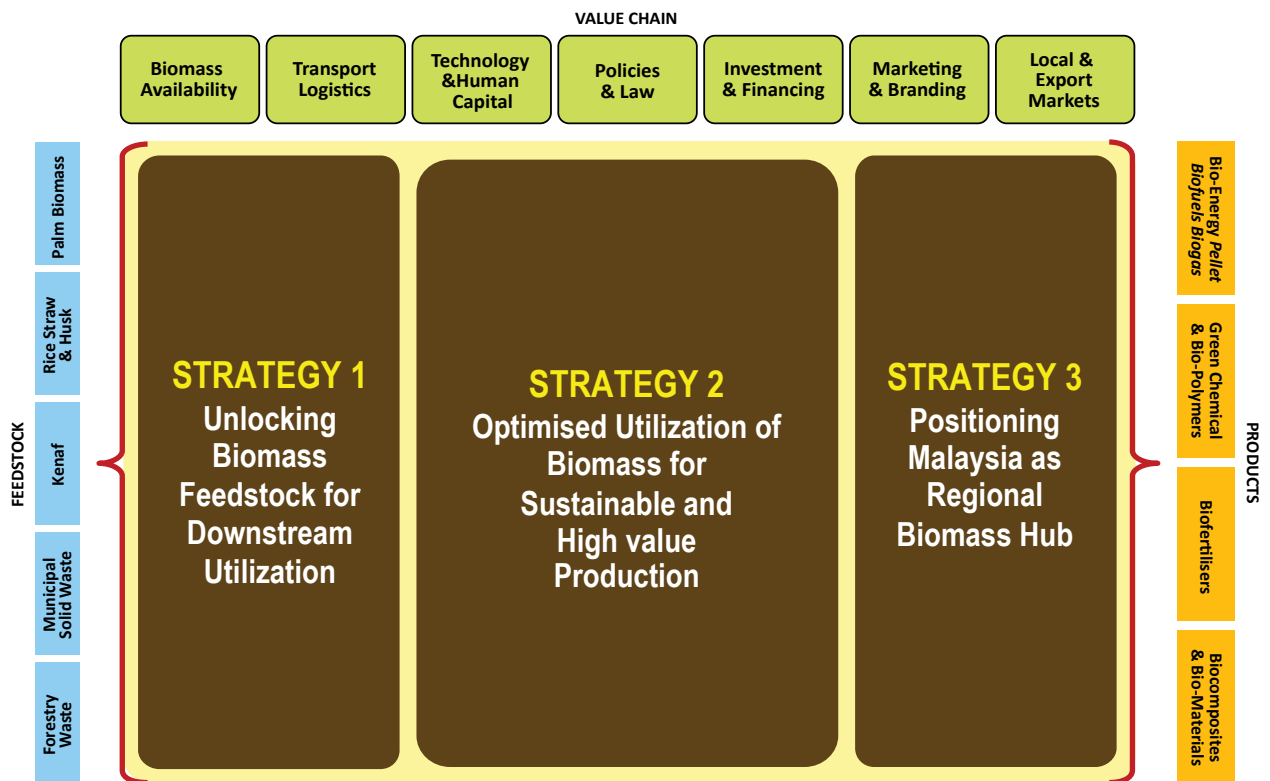 VALUE CHAIN
Biomass
Availability
Transport
Logistics
Technology
&Human
Capital
Policies
& Law
Investment
& Financing
Marketing
& Branding
Local &
Export
Markets
FEEDSTOCK
Palm Biomass
Rice Straw
& Husk
Kenaf
Municipal
Solid Waste
Forestry
Waste
STRATEGY 1
Unlocking
Biomass
Feedstock for
Downstream
Utilization
STRATEGY 2
Optimised Utilization of
Biomass for
Sustainable and
High value
Production
STRATEGY 3
Positioning
Malaysia as
Regional
Biomass Hub
Bio-Energy Pellet
Biofuels Biogas
Green Chemical
& Bio-Polymers
Biofertilisers
Biocomposites
& Bio-Materials
PRODUCTS